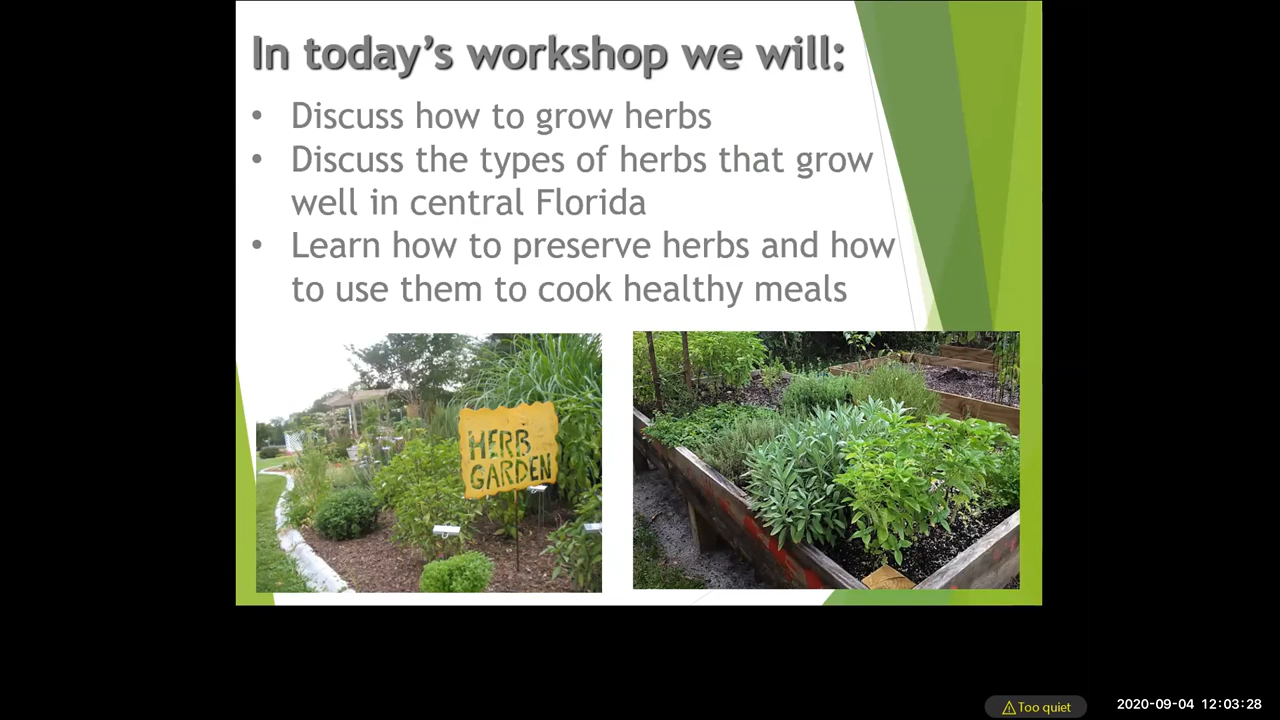 In today's workshop we will:
• Discuss how to grow herbs
• Discuss the types of herbs that grow
well in central Florida
• Learn how to preserve herbs and how
to use them to cook healthy meals
HERB
GARDEN
Too quiet
2020-09-04 12:03:28